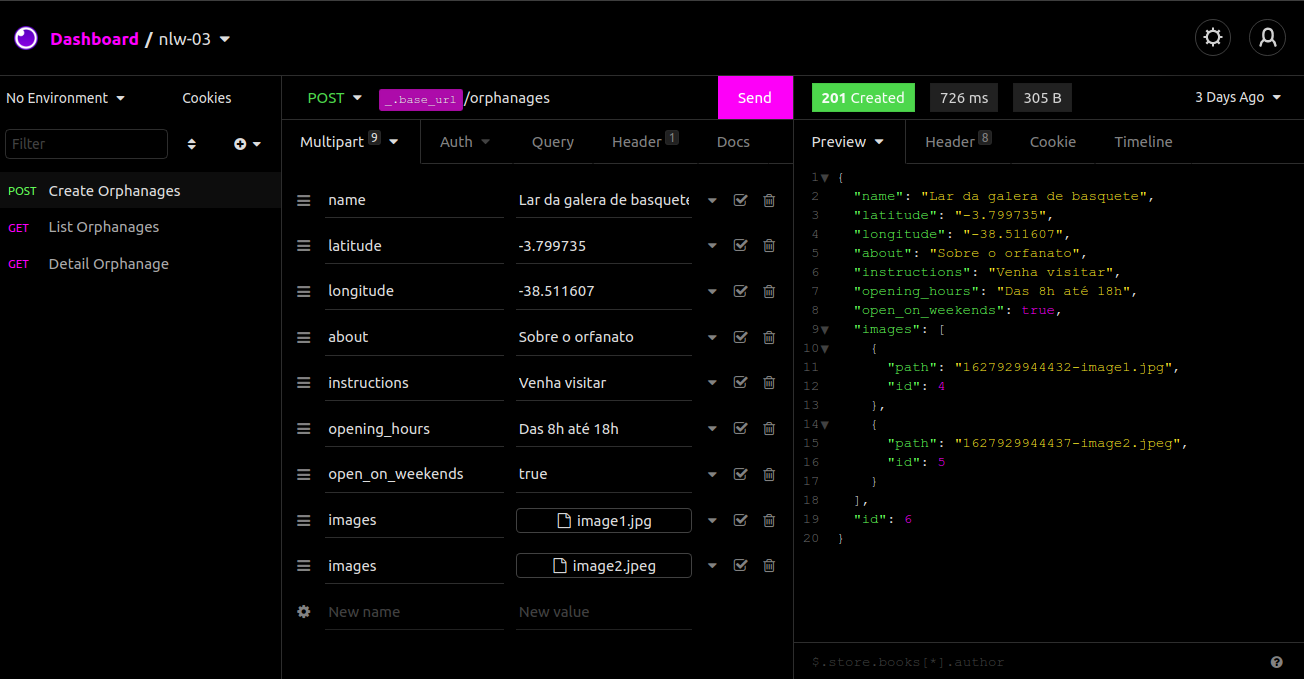 Dashboard / nlw-03
No Environment Cookies
Filter
POST Create Orphanages
GET List Orphanages
GET Detail Orphanage
POST _.base_url/orphanages Send
Multipart 9 Auth Query Header 1 Docs
name Lar da galera de basquete
latitude -3.799735
longitude -38.511607
about Sobre o orfanato
instructions Venha visitar
opening_hours Das 8h até 18h
open_on_weekends true
images image1.jpg
images image2.jpeg
New name New value
201 Created 726 ms 305 B 3 Days Ago
Preview Header 8 Cookie Timeline
1 {
2 "name": "Lar da galera de basquete",
3 "latitude": "-3.799735",
4 "longitude": "-38.511607",
5 "about": "Sobre o orfanato",
6 "instructions": "Venha visitar",
7 "opening_hours": "Das 8h até 18h",
8 "open_on_weekends": true,
9 "images": [
10 {
11 "path": "1627929944432-image1.jpg",
12 "id": 4
13 },
14 {
15 "path": "1627929944437-image2.jpeg",
16 "id": 5
17 }
18 ],
19 "id": 6
20 }
$.store.books[*].author